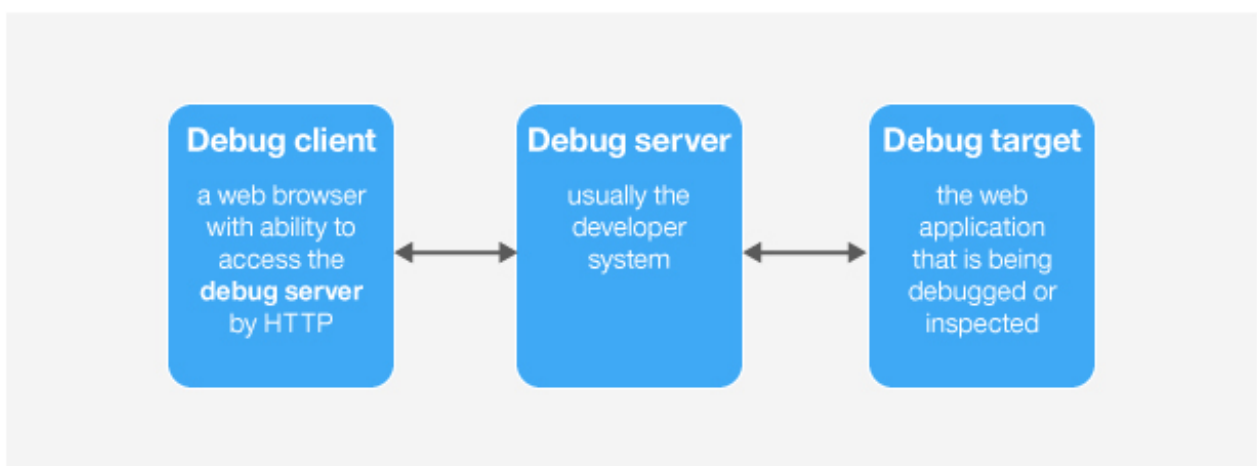 Debug client
a web browser
with ability to
access the
debug server
by HTTP
Debug server
usually the
developer
system
Debug target
the web
application
that is being
debugged or
inspected